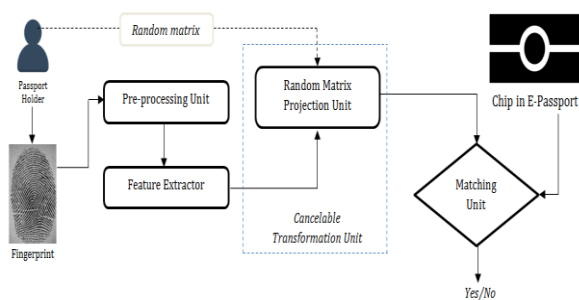 Random matrix
Passport
Holder
Pre-processing Unit
Random Matrix
Projection Unit
Chip in E-Passport
Feature Extractor
Matching
Unit
Fingerprint
Cancelable
Transformation Unit
Yes/No